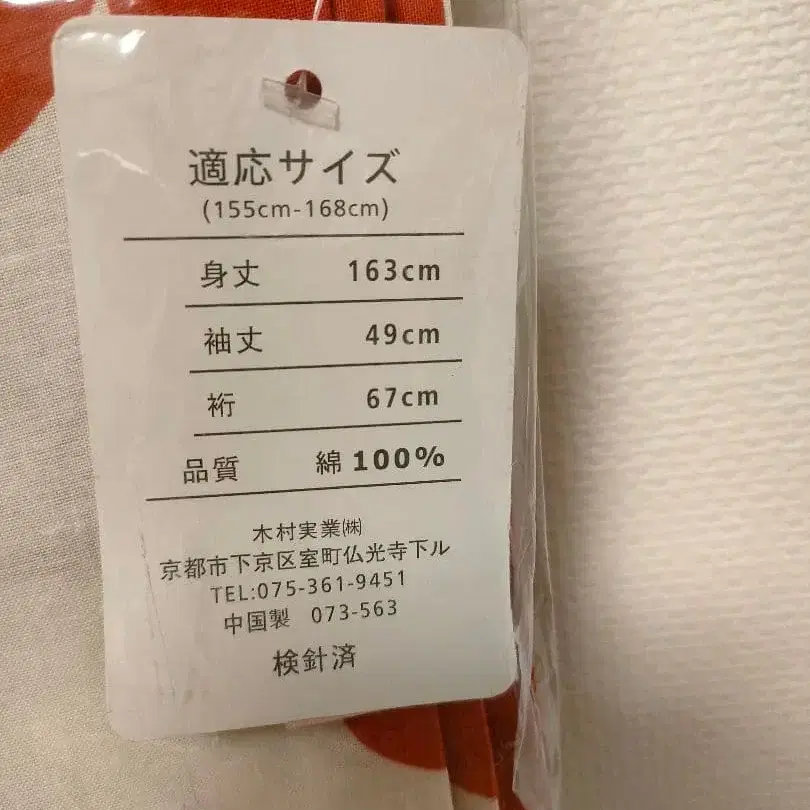 適応サイズ
(155cm-168cm)
身丈 163cm
袖丈 49cm
裄 67cm
品質 綿 100%
木村実業㈱
京都市下京区室町仏光寺下ル
TEL:075-361-9451
中国製 073-563
検針済